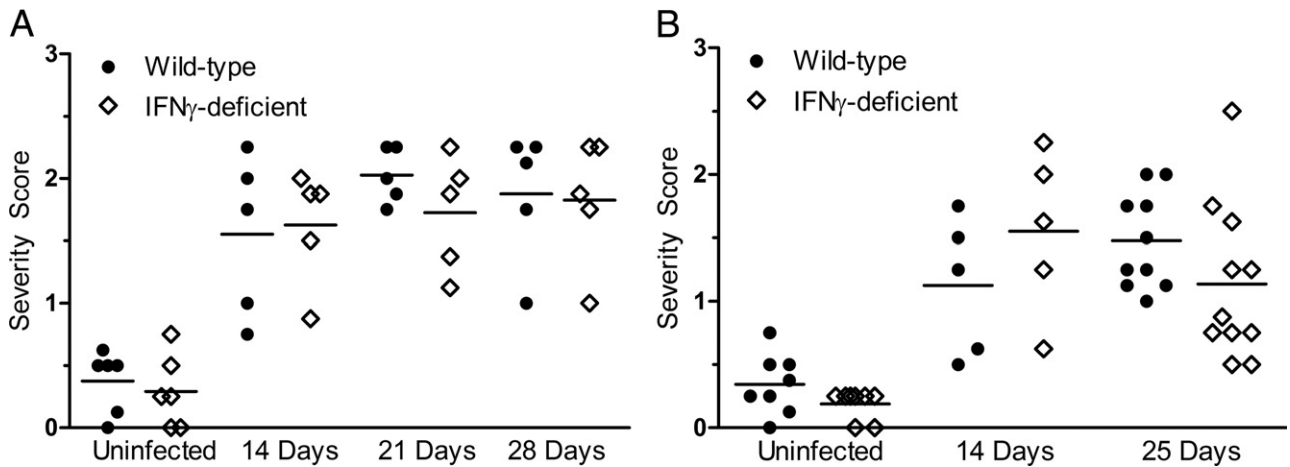 A
Severity Score
3
2
1
0
Wild-type
IFNγ-deficient
Uninfected 14 Days 21 Days 28 Days
B
Severity Score
3
2
1
0
Wild-type
IFNγ-deficient
Uninfected 14 Days 25 Days